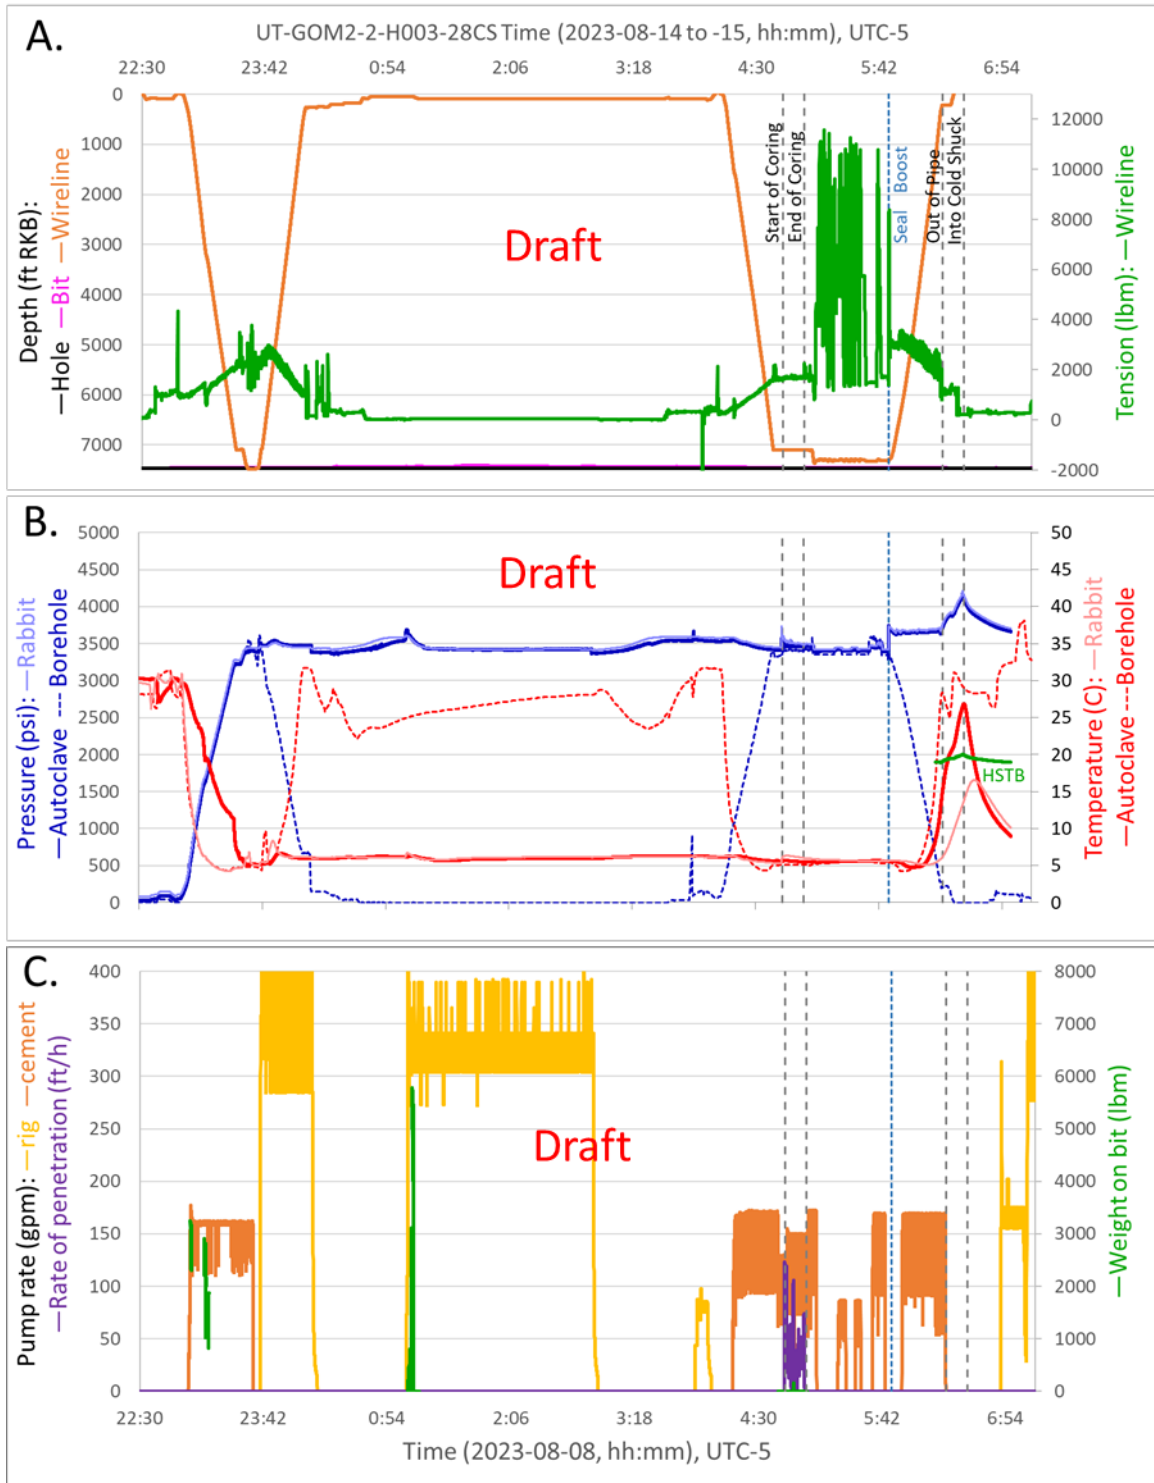 A.
UT-GOM2-2-H003-28CS Time (2023-08-14 to -15, hh:mm), UTC-5
22:30 23:42 0:54 2:06 3:18 4:30 5:42 6:54
0
1000
2000
3000
4000
5000
6000
7000
Depth (ft RKB):
—Hole —Bit —Wireline
Draft
Start of Coring
End of Coring
Seal Boost
Out of Pipe
Into Cold Shuck
12000
10000
8000
6000
4000
2000
0
-2000
Tension (lbm): —Wireline
B.
5000
4500
4000
3500
3000
2500
2000
1500
1000
500
0
Pressure (psi): —Rabbit
—Autoclave --- Borehole
Draft
HSTB
50
45
40
35
30
25
20
15
10
5
0
Temperature (C): —Rabbit
—Autoclave ---Borehole
C.
400
350
300
250
200
150
100
50
0
Pump rate (gpm): —rig —cement
—Rate of penetration (ft/h)
Draft
8000
7000
6000
5000
4000
3000
2000
1000
0
—Weight on bit (lbm)
22:30 23:42 0:54 2:06 3:18 4:30 5:42 6:54
Time (2023-08-08, hh:mm), UTC-5